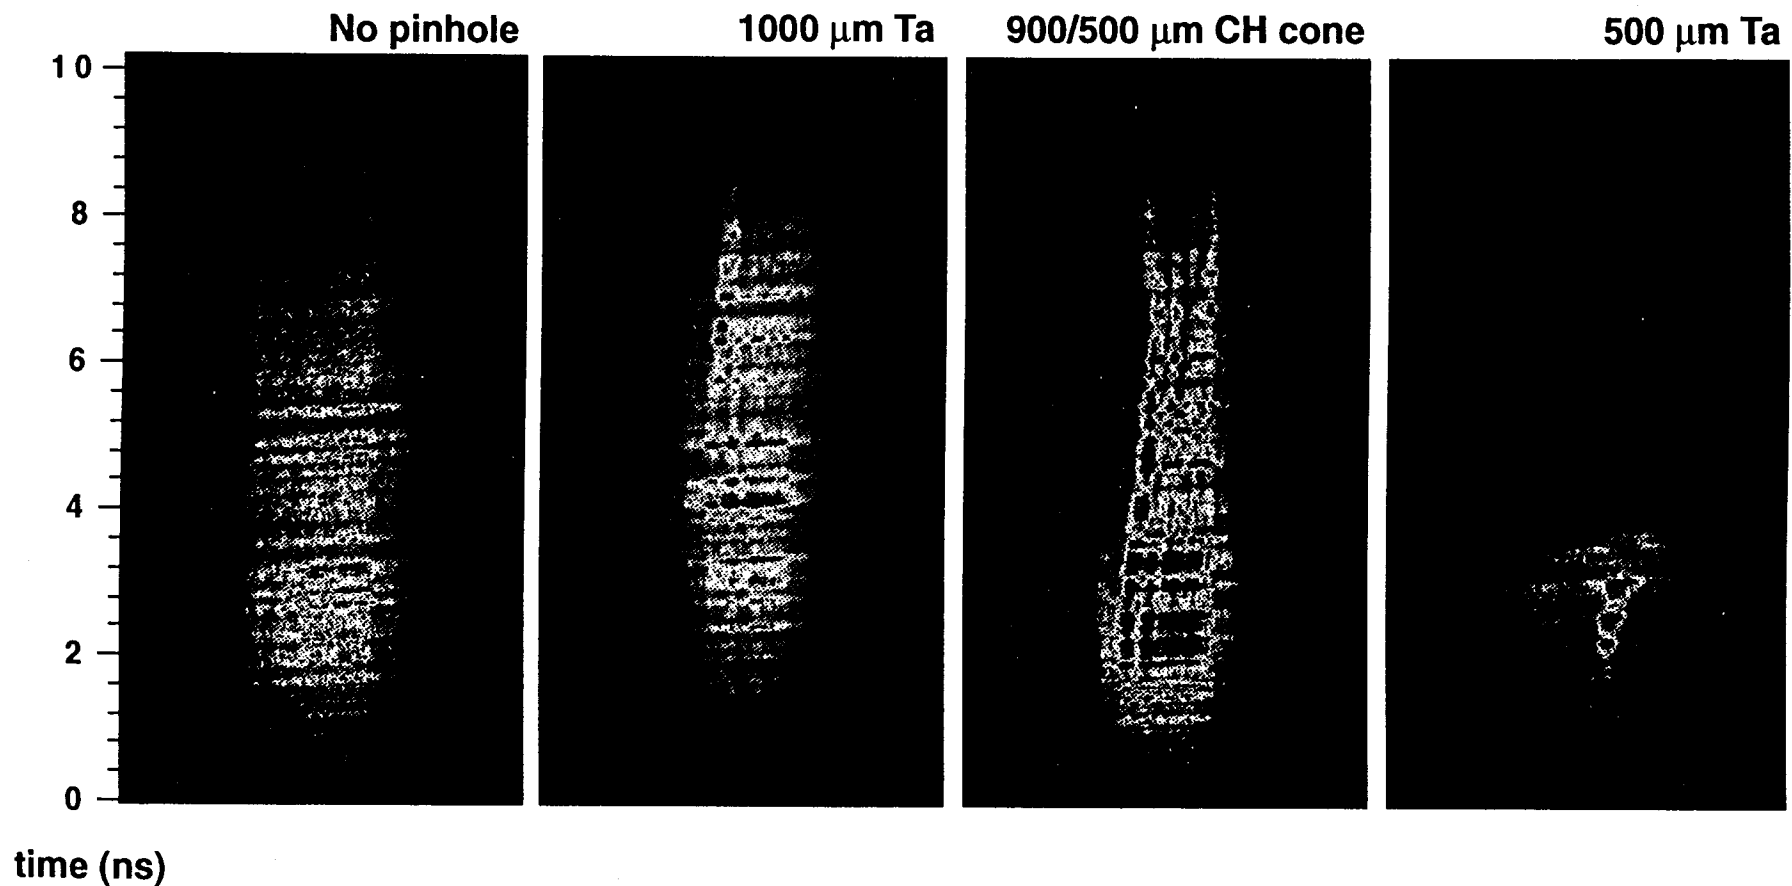 No pinhole
1000 μm Ta
900/500 μm CH cone
500 μm Ta
10
8
6
4
2
0
time (ns)